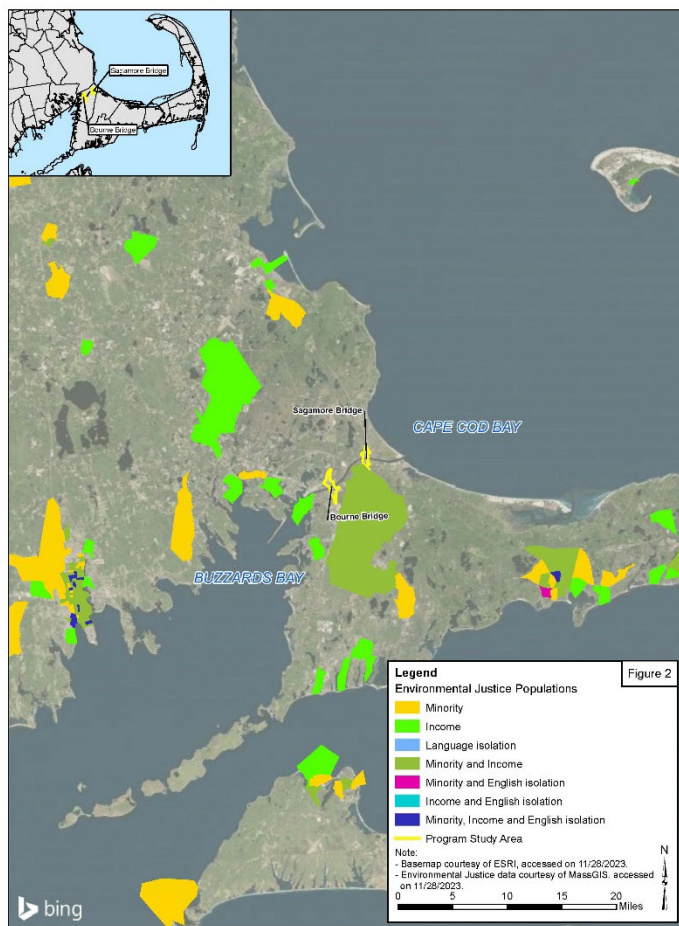 Sagamore Bridge
Bourne Bridge
Sagamore Bridge
CAPE COD BAY
Bourne Bridge
BUZZARDS BAY
Legend
Figure 2
Environmental Justice Populations
Minority
Income
Language isolation
Minority and Income
Minority and English isolation
Income and English isolation
Minority, Income and English isolation
Program Study Area
Note:
- Basemap courtesy of ESRI, accessed on 11/28/2023.
- Environmental Justice data courtesy of MassGIS. accessed
on 11/28/2023.
N
0 5 10 15 20
Miles
bing